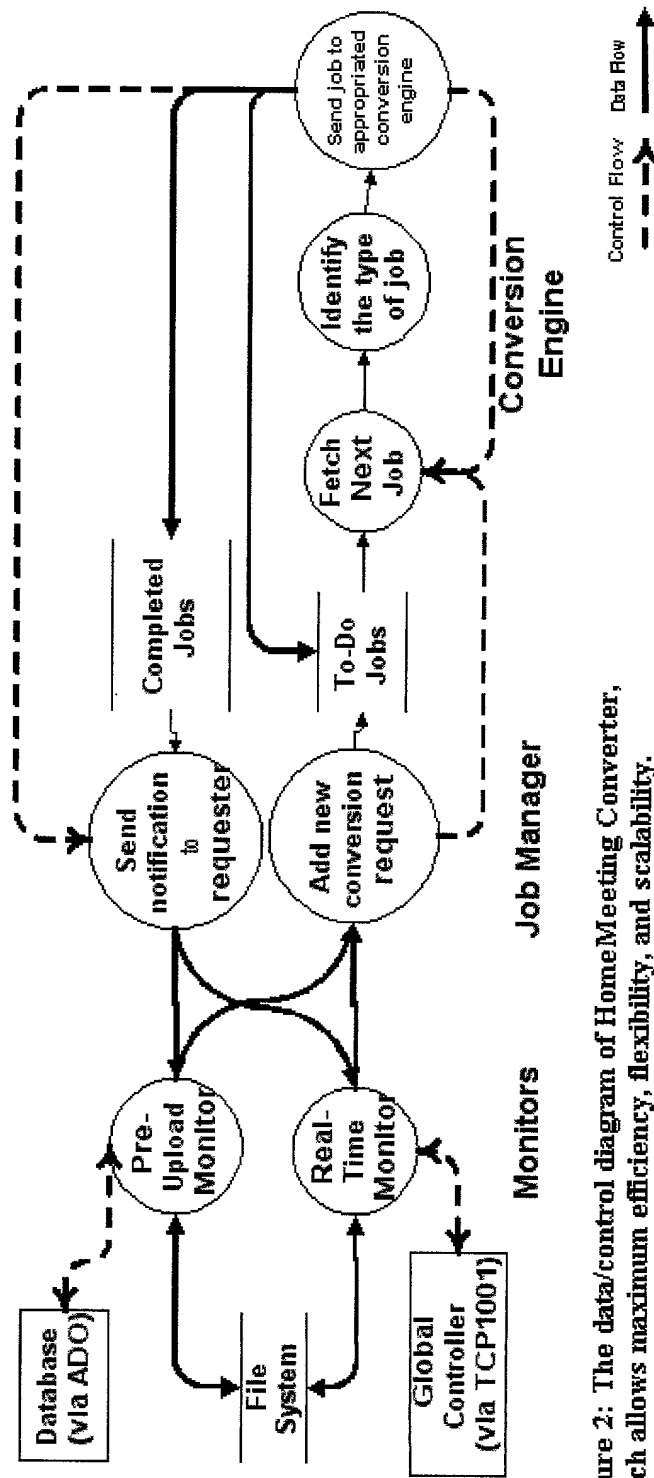 Database
(via ADO)
File
System
Global
Controller
(via TCP1001)
Pre-
Upload
Monitor
Real-
Time
Monitor
Monitors
Send
notification
to
requester
Add new
conversion
request
Job Manager
Completed
Jobs
To-Do
Jobs
Fetch
Next
Job
Identify
the type
of job
Send job to
appropriated
conversion
engine
Conversion
Engine
Control Flow
Data Flow
ure 2: The data/control diagram of HomeMeeting Converter,
ch allows maximum efficiency, flexibility, and scalability.